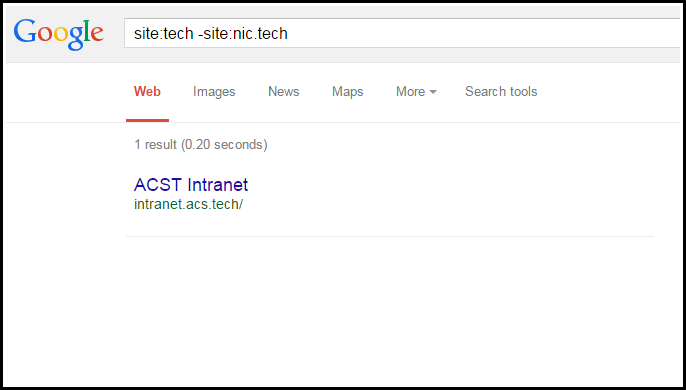 Google
site:tech -site:nic.tech
Web Images News Maps More Search tools
1 result (0.20 seconds)
ACST Intranet
intranet.acs.tech/